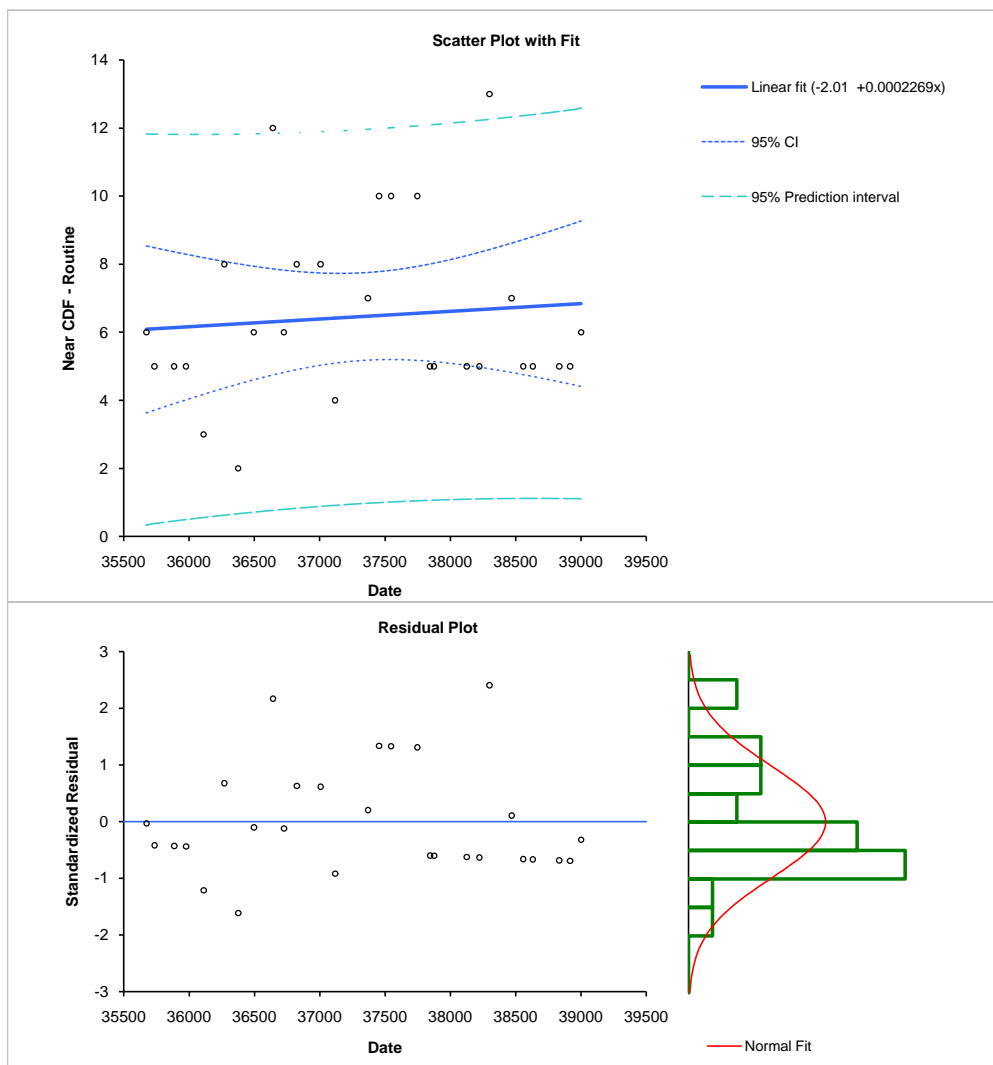 Scatter Plot with Fit
14
12
10
8
6
4
2
0
Near CDF - Routine
35500 36000 36500 37000 37500 38000 38500 39000 39500
Date
Linear fit (-2.01 +0.0002269x)
95% CI
95% Prediction interval
Residual Plot
3
2
1
0
-1
-2
-3
Standardized Residual
35500 36000 36500 37000 37500 38000 38500 39000 39500
Date
Normal Fit